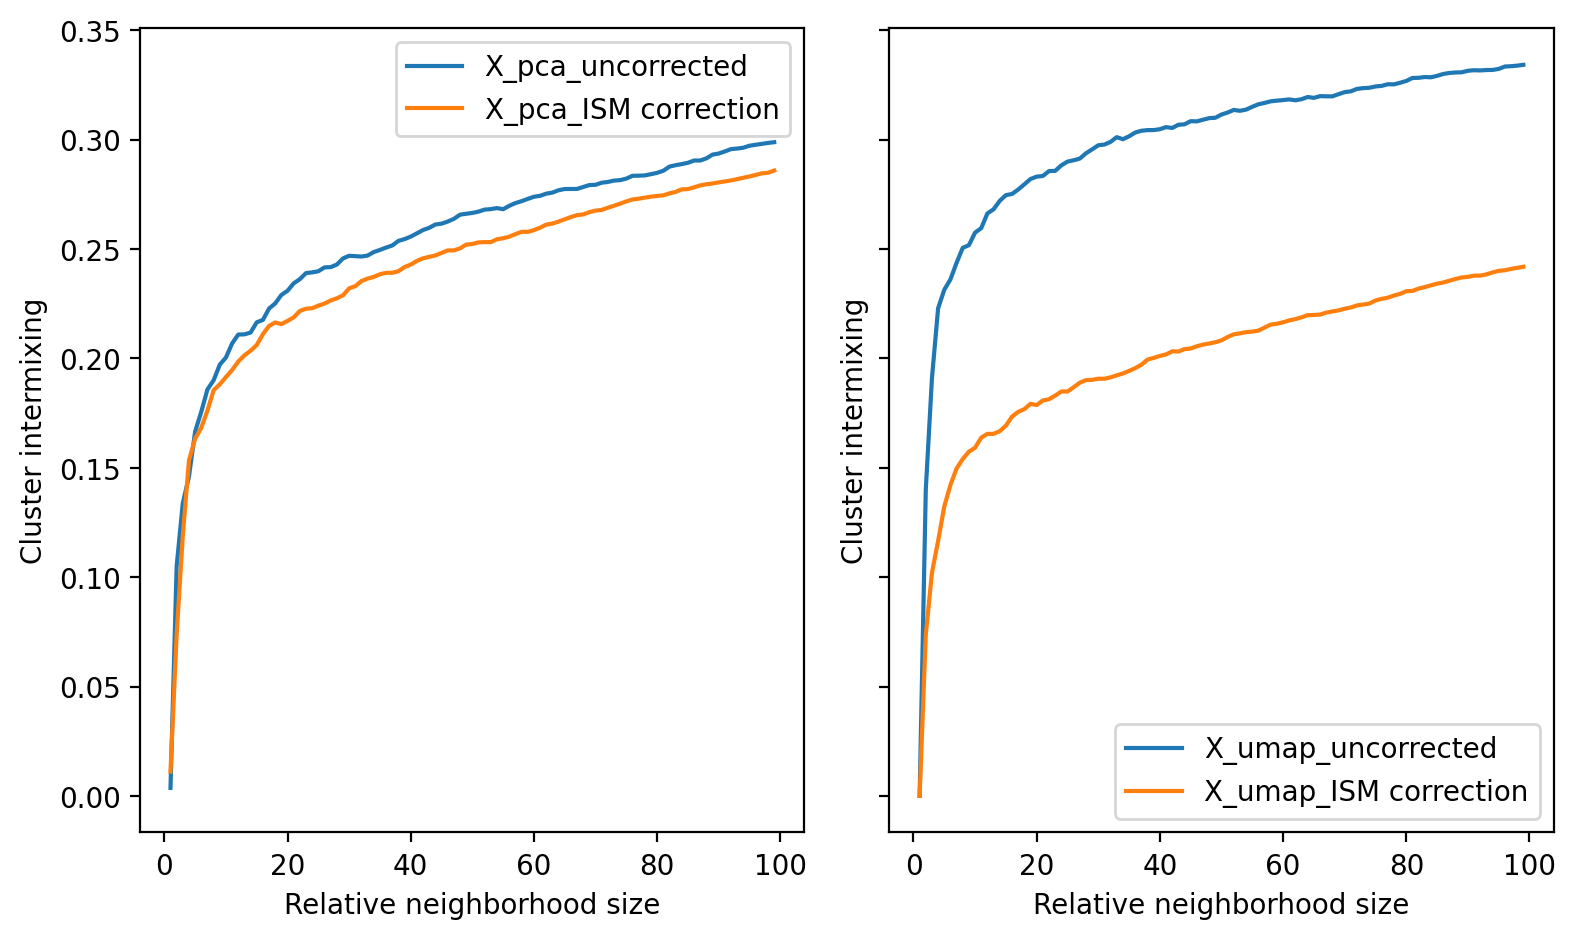 0.35
0.30
0.25
0.20
0.15
0.10
0.05
0.00
Cluster intermixing
X_pca_uncorrected
X_pca_ISM correction
0 20 40 60 80 100
Relative neighborhood size
Cluster intermixing
X_umap_uncorrected
X_umap_ISM correction
0 20 40 60 80 100
Relative neighborhood size